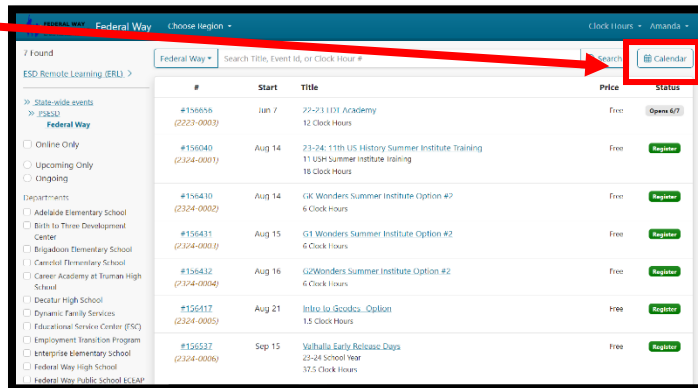 FEDERAL WAY Federal Way Choose Region Clock Hours Amanda
7 Found
ESD Remote Learning (ERL) >
>> State-wide events
>> PSESD
Federal Way
Online Only
Upcoming Only
Ongoing
Departments
Adelaide Elementary School
Birth to Three Development
Center
Brigadoon Elementary School
Camelot Elementary School
Career Academy at Truman High
School
Decatur High School
Dynamic Family Services
Educational Service Center (ESC)
Employment Transition Program
Enterprise Elementary School
Federal Way High School
Federal Way Public School ECEAP
Federal Way Search Title, Event Id, or Clock Hour # Search Calendar
# Start Title Price Status
#156656 Jun 7 22-23 EDI Academy Free Opens 6/7
(2223-0003) 12 Clock Hours
#156040 Aug 14 23-24: 11th US History Summer Institute Training Free Register
(2324-0001) 11 USH Summer Institute Training
18 Clock Hours
#156430 Aug 14 GK Wonders Summer Institute Option #2 Free Register
(2324-0002) 6 Clock Hours
#156431 Aug 15 G1 Wonders Summer Institute Option #2 Free Register
(2324-0003) 6 Clock Hours
#156432 Aug 16 G2Wonders Summer Institute Option #2 Free Register
(2324-0004) 6 Clock Hours
#156417 Aug 21 Intro to Geodes Option Free Register
(2324-0005) 1.5 Clock Hours
#156537 Sep 15 Valhalla Early Release Days Free Register
(2324-0006) 23-24 School Year
37.5 Clock Hours